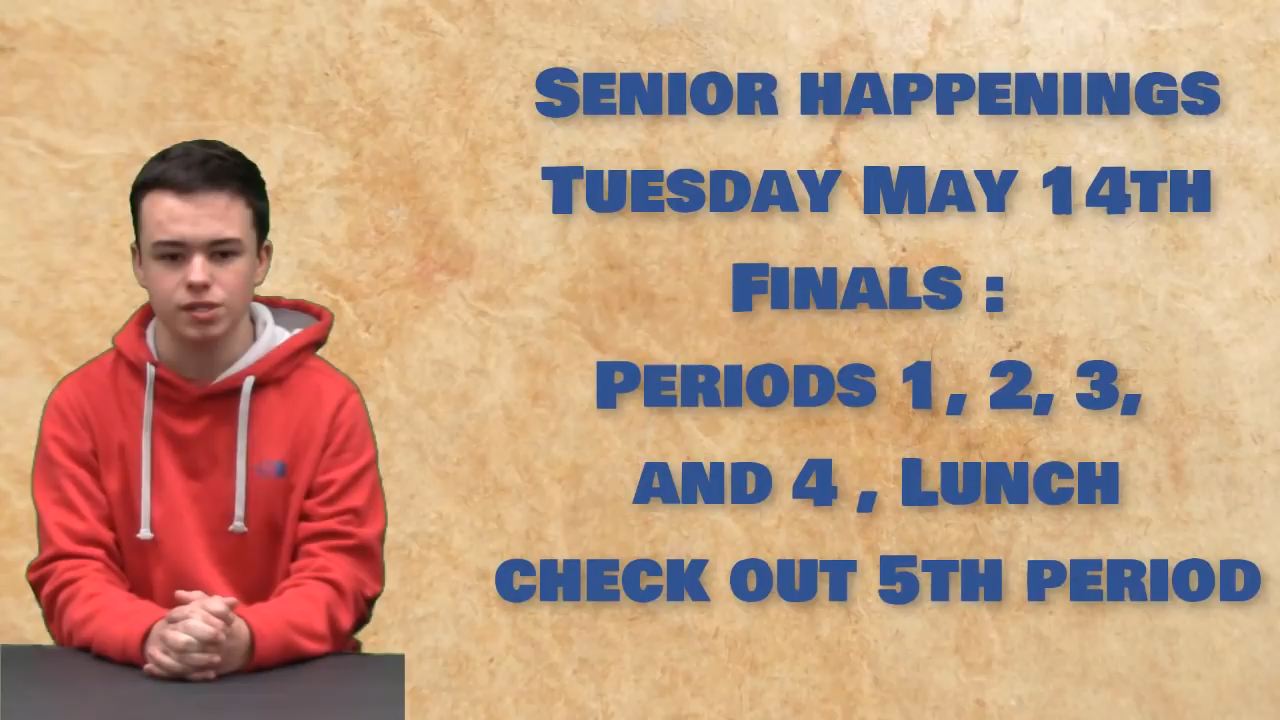 Senior happenings
Tuesday May 14th
Finals :
Periods 1, 2, 3,
and 4 , Lunch
check out 5th period